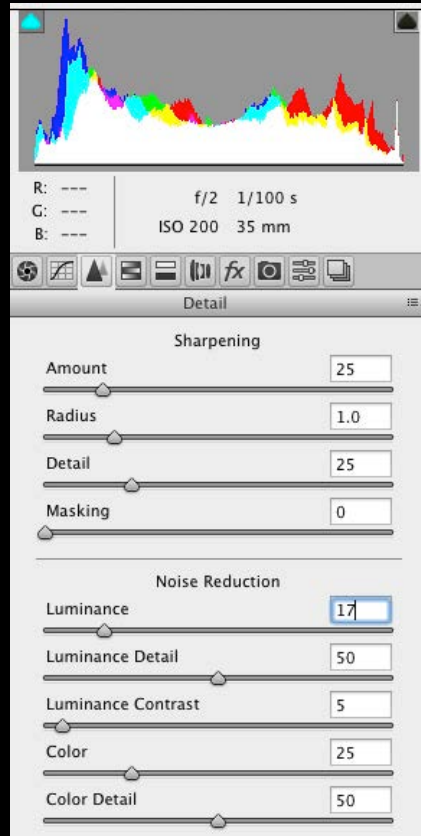 R: ---
G: ---
B: ---
f/2 1/100 s
ISO 200 35 mm
fx
Detail
Sharpening
Amount 25
Radius 1.0
Detail 25
Masking 0
Noise Reduction
Luminance 17
Luminance Detail 50
Luminance Contrast 5
Color 25
Color Detail 50